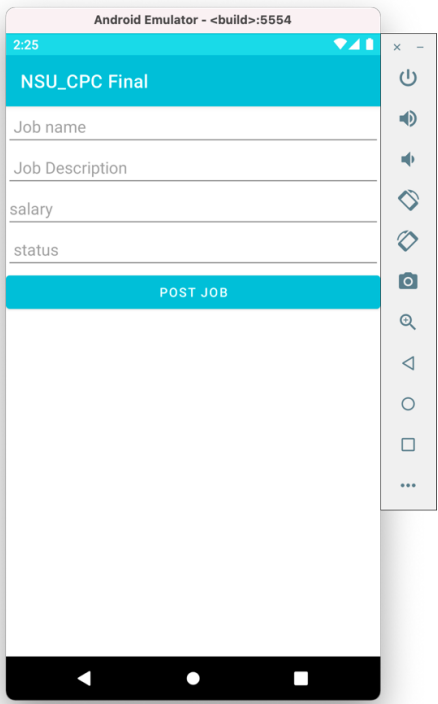 Android Emulator - <build>:5554
2:25
NSU_CPC Final
Job name
Job Description
salary
status
POST JOB